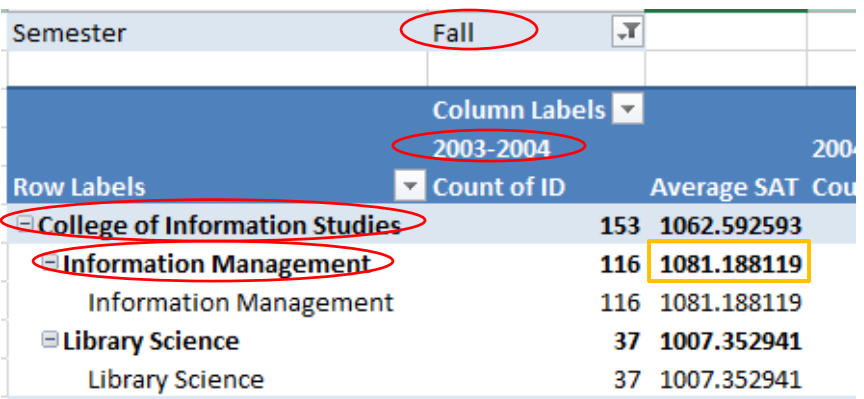 Semester Fall
Column Labels
2003-2004 2004
Row Labels Count of ID Average SAT Cou
College of Information Studies 153 1062.592593
Information Management 116 1081.188119
Information Management 116 1081.188119
Library Science 37 1007.352941
Library Science 37 1007.352941